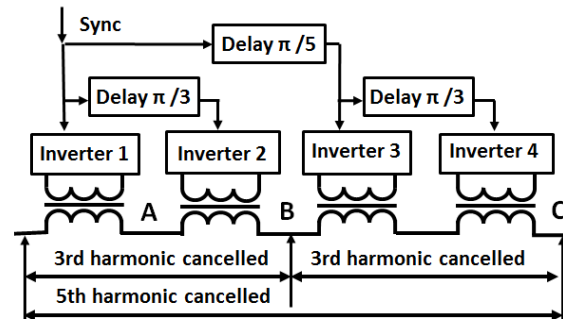 Sync
Delay π /5
Delay π /3
Delay π /3
Inverter 1
Inverter 2
Inverter 3
Inverter 4
A
B
C
3rd harmonic cancelled
3rd harmonic cancelled
5th harmonic cancelled